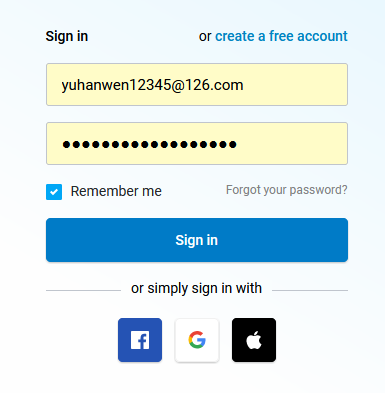 Sign in or create a free account
yuhanwen12345@126.com
••••••••••••••••••
Remember me Forgot your password?
Sign in
or simply sign in with